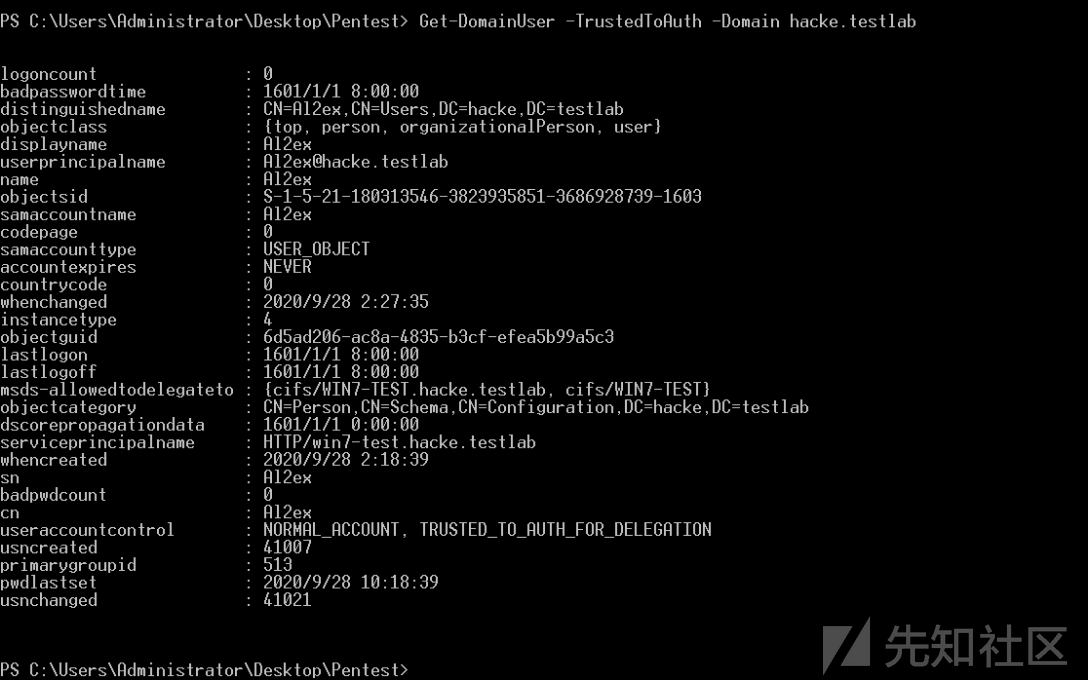 PS C:\Users\Administrator\Desktop\Pentest> Get-DomainUser -TrustedToAuth -Domain hacke.testlab
logoncount : 0
badpasswordtime : 1601/1/1 8:00:00
distinguishedname : CN=Al2ex,CN=Users,DC=hacke,DC=testlab
objectclass : {top, person, organizationalPerson, user}
displayname : Al2ex
userprincipalname : Al2ex@hacke.testlab
name : Al2ex
objectsid : S-1-5-21-180313546-3823935851-3686928739-1603
samaccountname : Al2ex
codepage : 0
samaccounttype : USER_OBJECT
accountexpires : NEVER
countrycode : 0
whenchanged : 2020/9/28 2:27:35
instancetype : 4
objectguid : 6d5ad206-ac8a-4835-b3cf-efea5b99a5c3
lastlogon : 1601/1/1 8:00:00
lastlogoff : 1601/1/1 8:00:00
msds-allowedtodelegateto : {cifs/WIN7-TEST.hacke.testlab, cifs/WIN7-TEST}
objectcategory : CN=Person,CN=Schema,CN=Configuration,DC=hacke,DC=testlab
dscorepropagationdata : 1601/1/1 0:00:00
serviceprincipalname : HTTP/win7-test.hacke.testlab
whencreated : 2020/9/28 2:18:39
sn : Al2ex
badpwdcount : 0
cn : Al2ex
useraccountcontrol : NORMAL_ACCOUNT, TRUSTED_TO_AUTH_FOR_DELEGATION
usncreated : 41007
primarygroupid : 513
pwdlastset : 2020/9/28 10:18:39
usnchanged : 41021
PS C:\Users\Administrator\Desktop\Pentest>
先知社区